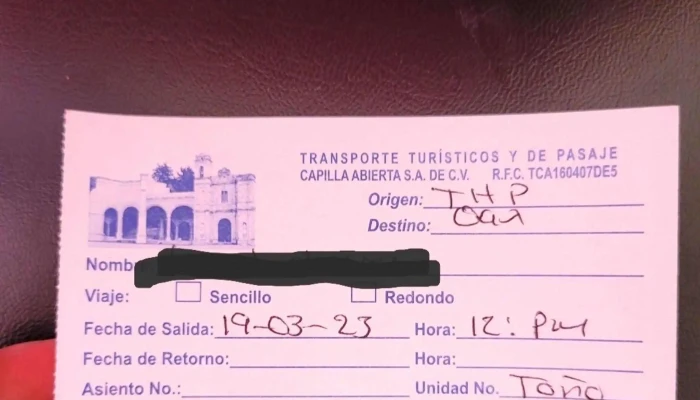 TRANSPORTE TURÍSTICOS Y DE PASAJE
CAPILLA ABIERTA S.A. DE C.V. R.F.C. TCA160407DE5
Origen: THP
Destino: Oax
Nomb
Viaje: Sencillo Redondo
Fecha de Salida: 19-03-23 Hora: 12: PM
Fecha de Retorno: Hora:
Asiento No.: Unidad No. Toño